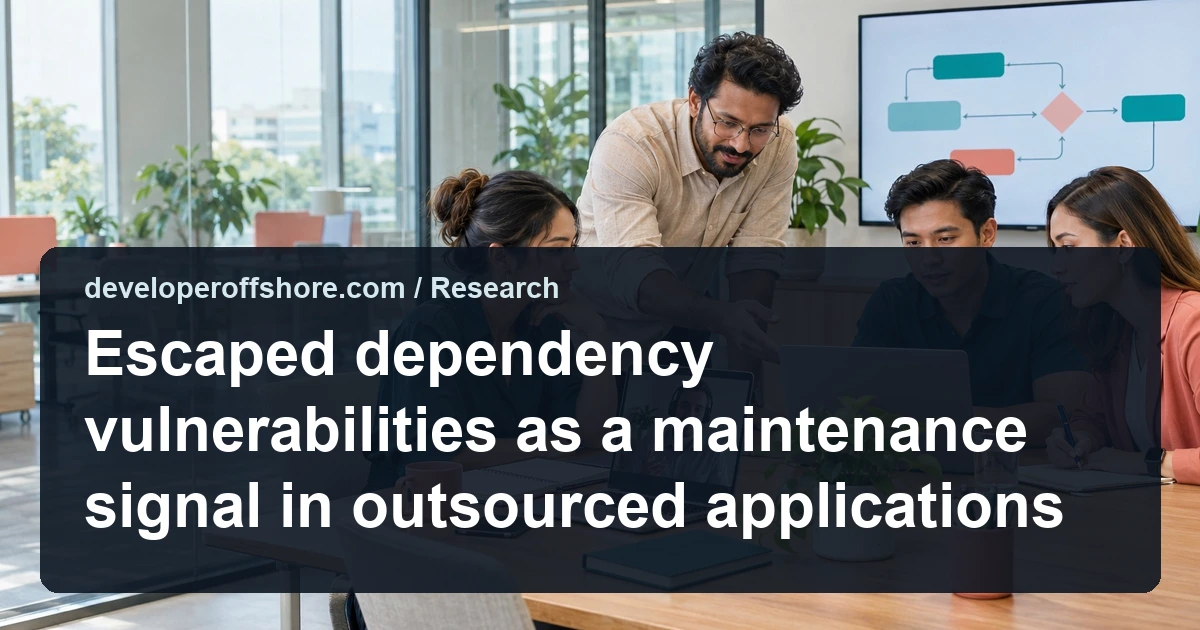 developeroffshore.com / Research
Escaped dependency
vulnerabilities as a maintenance
signal in outsourced applications